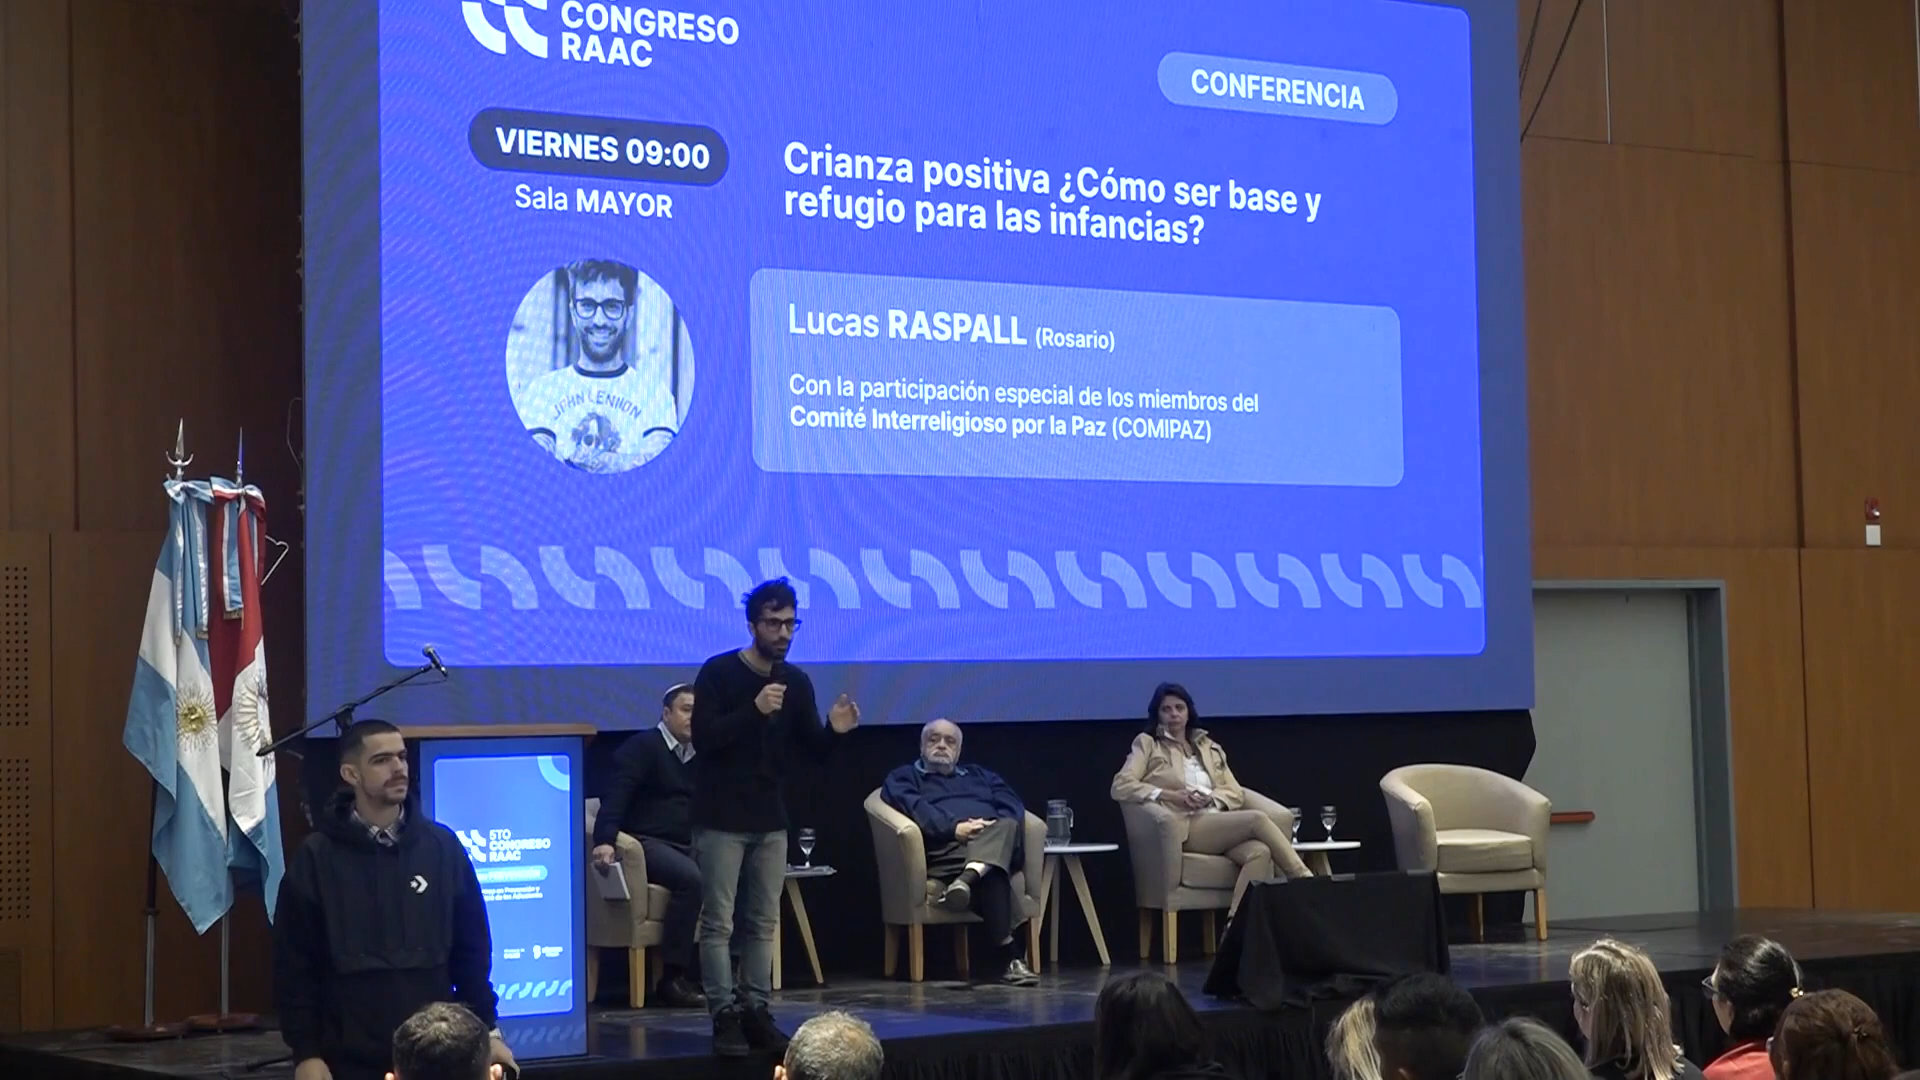 CONGRESO
RAAC
CONFERENCIA
VIERNES 09:00
Sala MAYOR
Crianza positiva ¿Cómo ser base y
refugio para las infancias?
JOHN LENNON
Lucas RASPALL (Rosario)
Con la participación especial de los miembros del
Comité Interreligioso por la Paz (COMIPAZ)
5TO
CONGRESO
RAAC